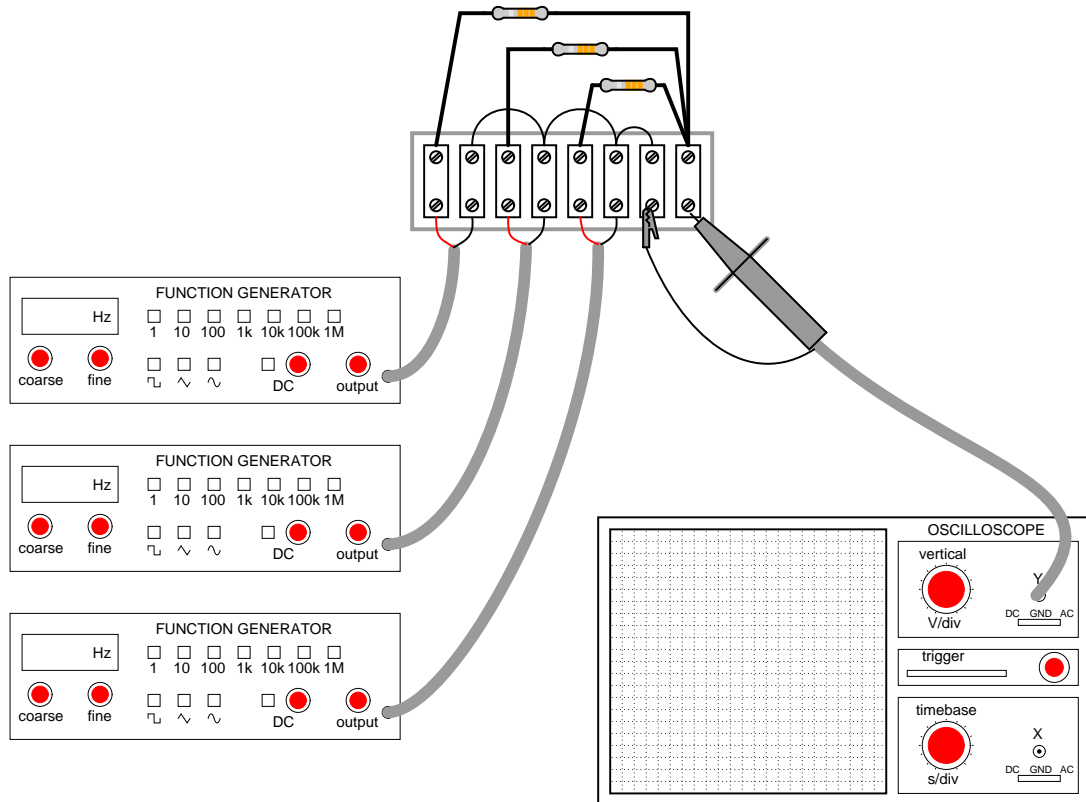 FUNCTION GENERATOR
Hz
1 10 100 1k 10k 100k 1M
coarse fine DC output
FUNCTION GENERATOR
Hz
1 10 100 1k 10k 100k 1M
coarse fine DC output
FUNCTION GENERATOR
Hz
1 10 100 1k 10k 100k 1M
coarse fine DC output
OSCILLOSCOPE
vertical
Y
DC GND AC
V/div
trigger
timebase
X
DC GND AC
s/div